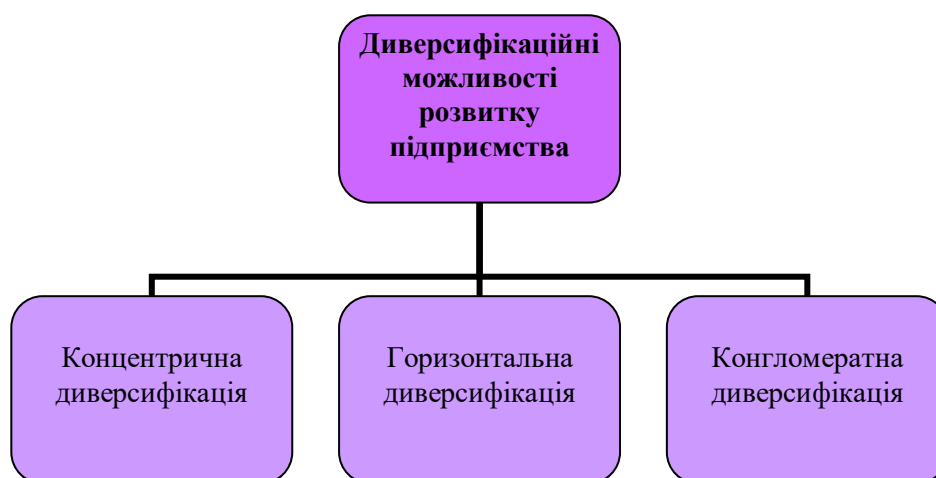 Диверсифікаційні
можливості
розвитку
підприємства
Концентрична
диверсифікація
Горизонтальна
диверсифікація
Конгломератна
диверсифікація